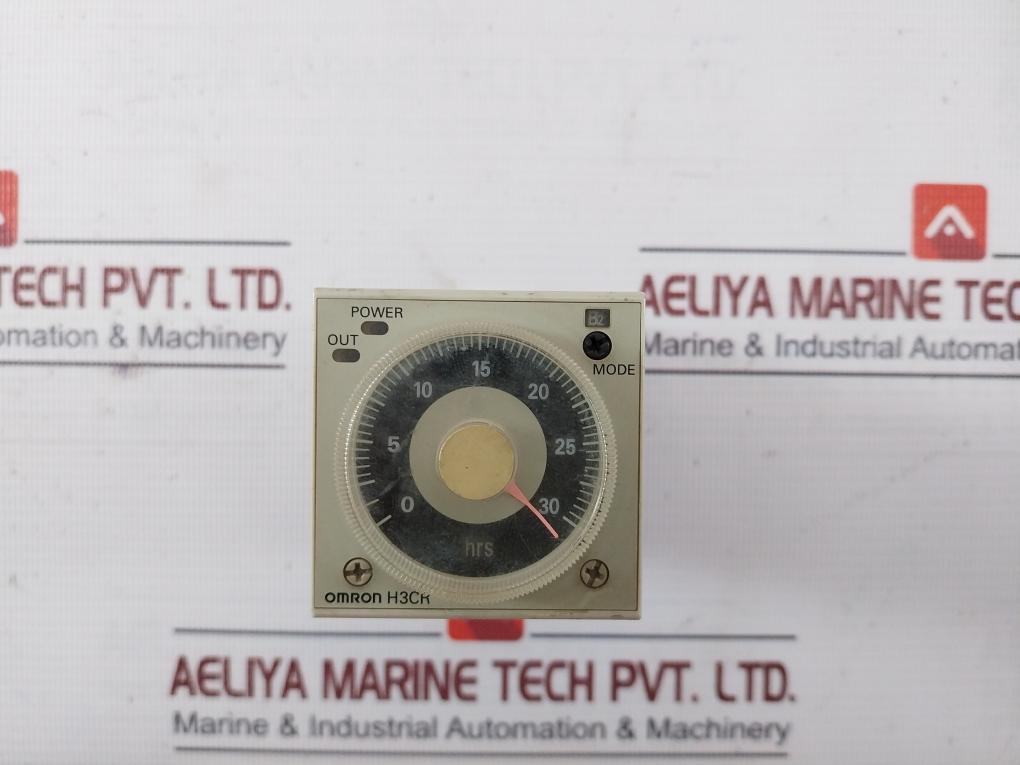 TECH PVT. LTD.
omation & Machinery
AELIYA MARINE TEC
Marine & Industrial Automat
POWER
OUT
B2
MODE
0 5 10 15 20 25 30
hrs
OMRON H3CR
AELIYA MARINE TECH PVT. LTD.
Marine & Industrial Automation & Machinery